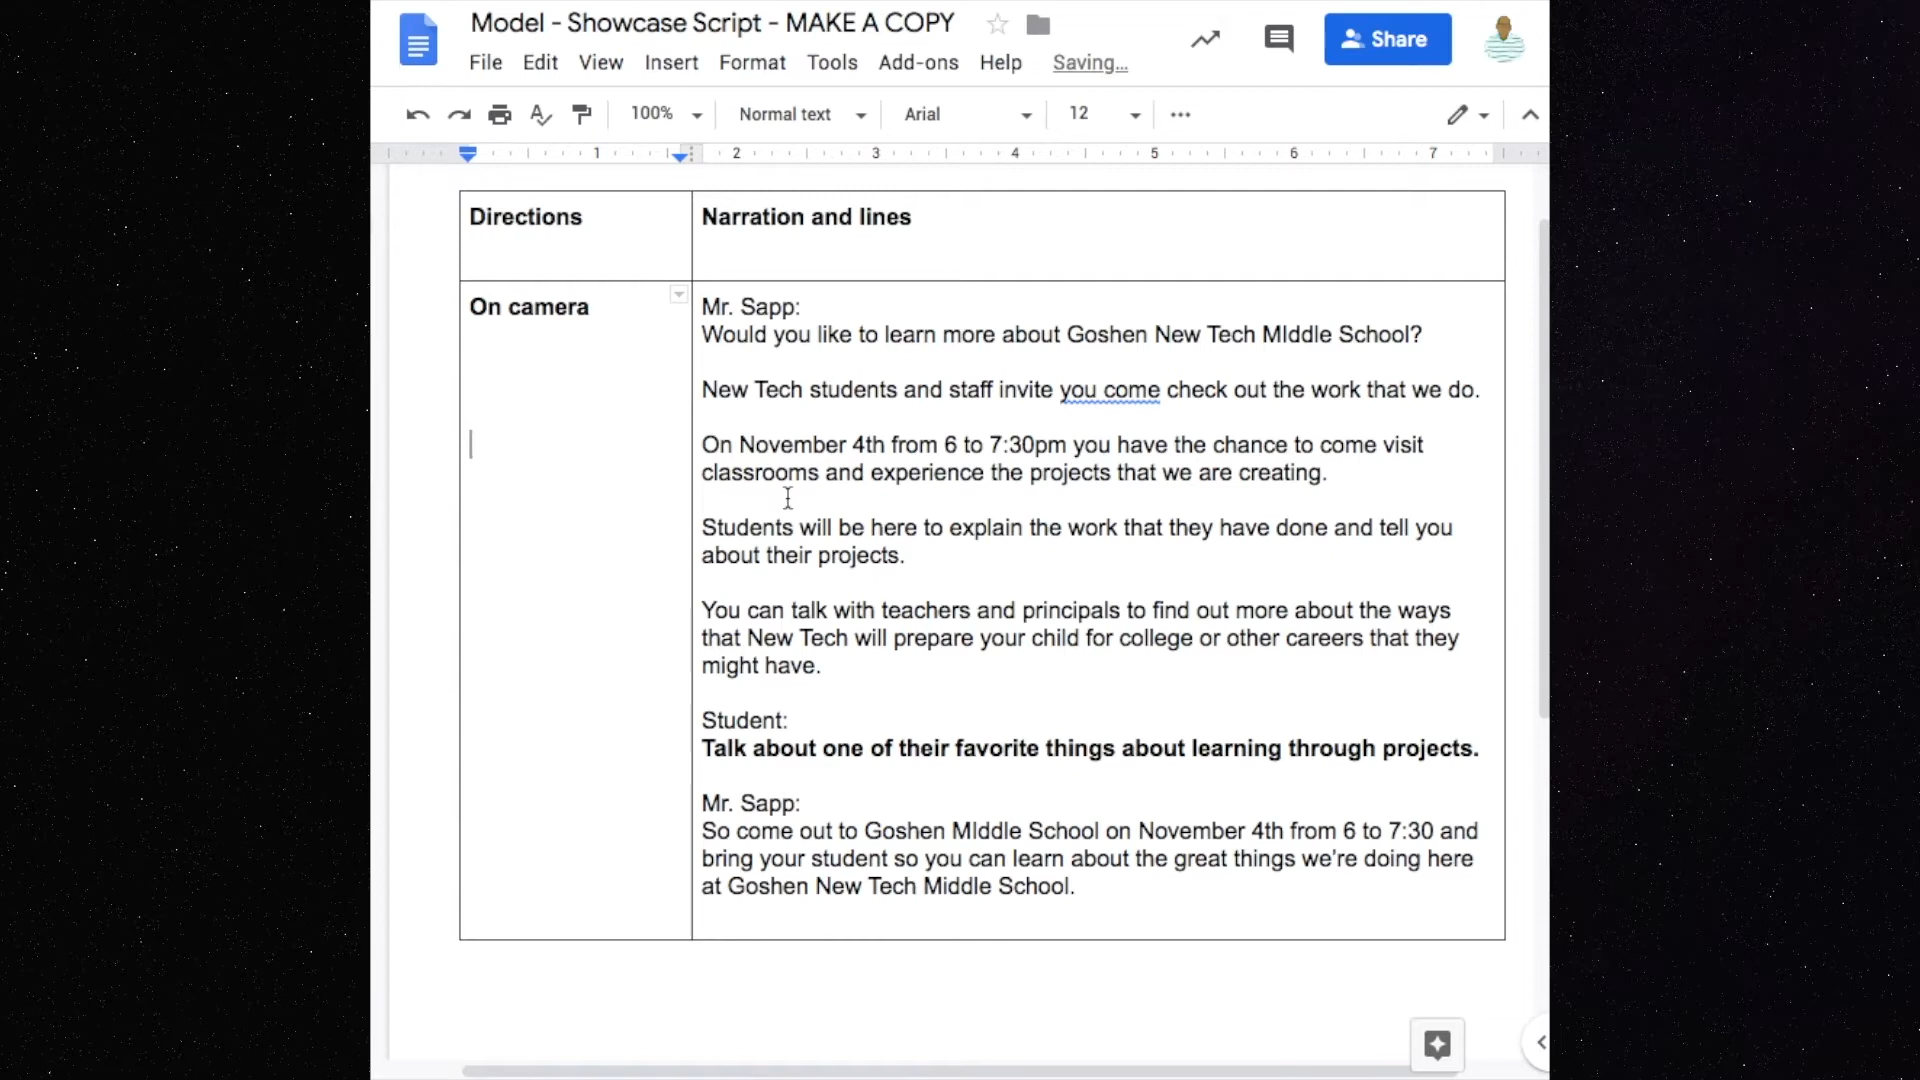 Model - Showcase Script - MAKE A COPY
File Edit View Insert Format Tools Add-ons Help Saving...
Share
100% Normal text Arial 12
1 2 3 4 5 6 7
Directions
Narration and lines
On camera
Mr. Sapp:
Would you like to learn more about Goshen New Tech MIddle School?
New Tech students and staff invite you come check out the work that we do.
On November 4th from 6 to 7:30pm you have the chance to come visit
classrooms and experience the projects that we are creating.
Students will be here to explain the work that they have done and tell you
about their projects.
You can talk with teachers and principals to find out more about the ways
that New Tech will prepare your child for college or other careers that they
might have.
Student:
Talk about one of their favorite things about learning through projects.
Mr. Sapp:
So come out to Goshen MIddle School on November 4th from 6 to 7:30 and
bring your student so you can learn about the great things we're doing here
at Goshen New Tech Middle School.